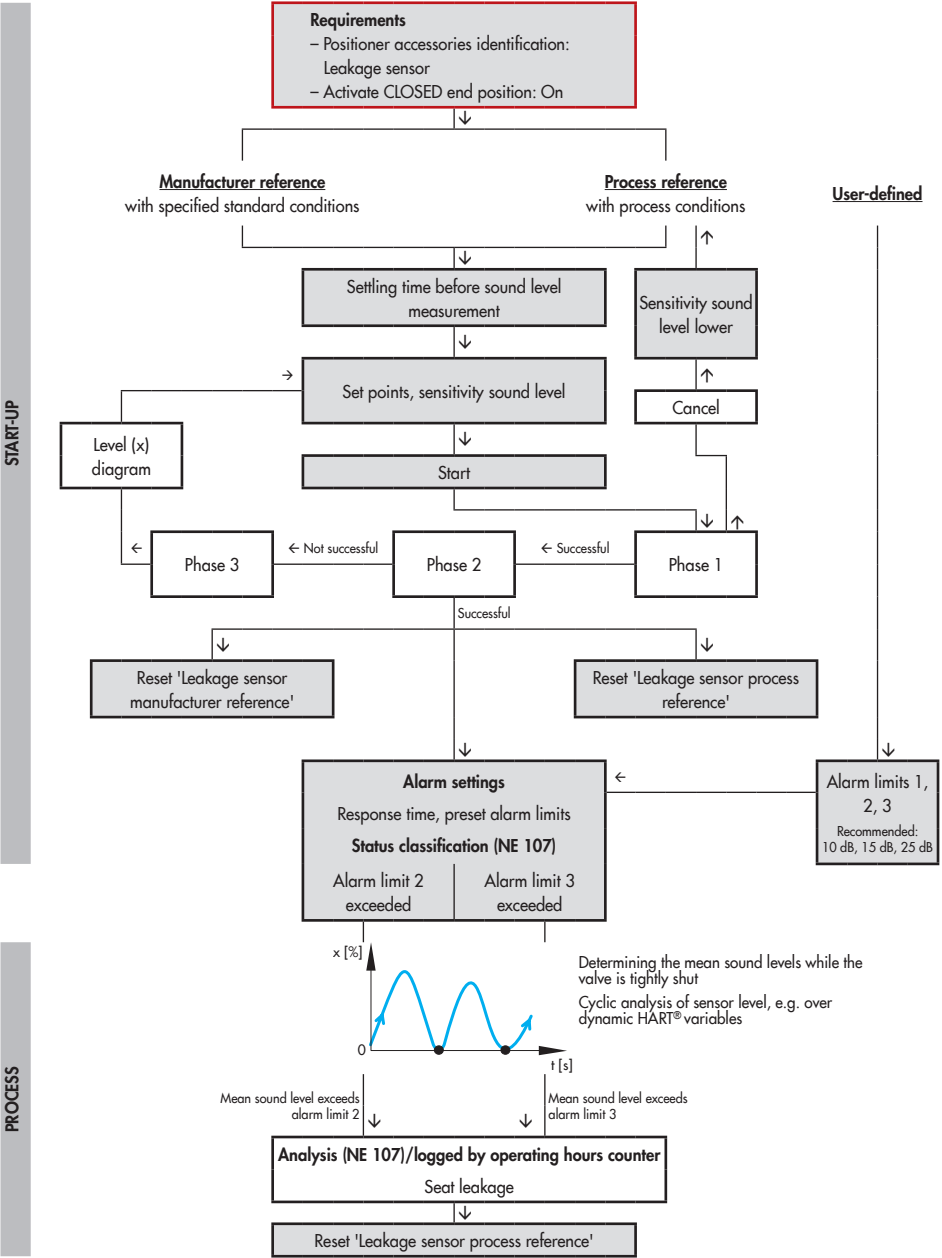 Requirements
– Positioner accessories identification:
Leakage sensor
– Activate CLOSED end position: On
Manufacturer reference
with specified standard conditions
Process reference
with process conditions
User-defined
Settling time before sound level
measurement
Sensitivity sound
level lower
Set points, sensitivity sound level
Cancel
Level (x)
diagram
Start
START-UP
Phase 3
← Not successful
Phase 2
← Successful
Phase 1
Successful
Reset 'Leakage sensor
manufacturer reference'
Reset 'Leakage sensor process
reference'
Alarm settings
Response time, preset alarm limits
Status classification (NE 107)
Alarm limit 2
exceeded
Alarm limit 3
exceeded
Alarm limits 1,
2, 3
Recommended:
10 dB, 15 dB, 25 dB
x [%]
0
t [s]
Determining the mean sound levels while the
valve is tightly shut
Cyclic analysis of sensor level, e.g. over
dynamic HART® variables
PROCESS
Mean sound level exceeds
alarm limit 2
Mean sound level exceeds
alarm limit 3
Analysis (NE 107)/logged by operating hours counter
Seat leakage
Reset 'Leakage sensor process reference'